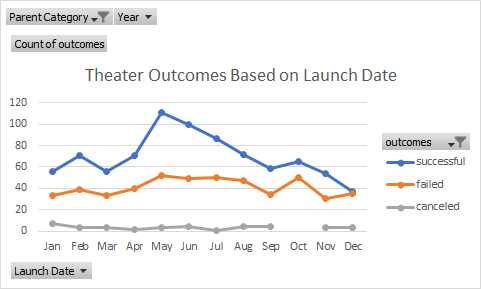 Parent Category Year
Count of outcomes
Theater Outcomes Based on Launch Date
120
100
80
60
40
20
0
Jan Feb Mar Apr May Jun Jul Aug Sep Oct Nov Dec
outcomes
successful
failed
canceled
Launch Date